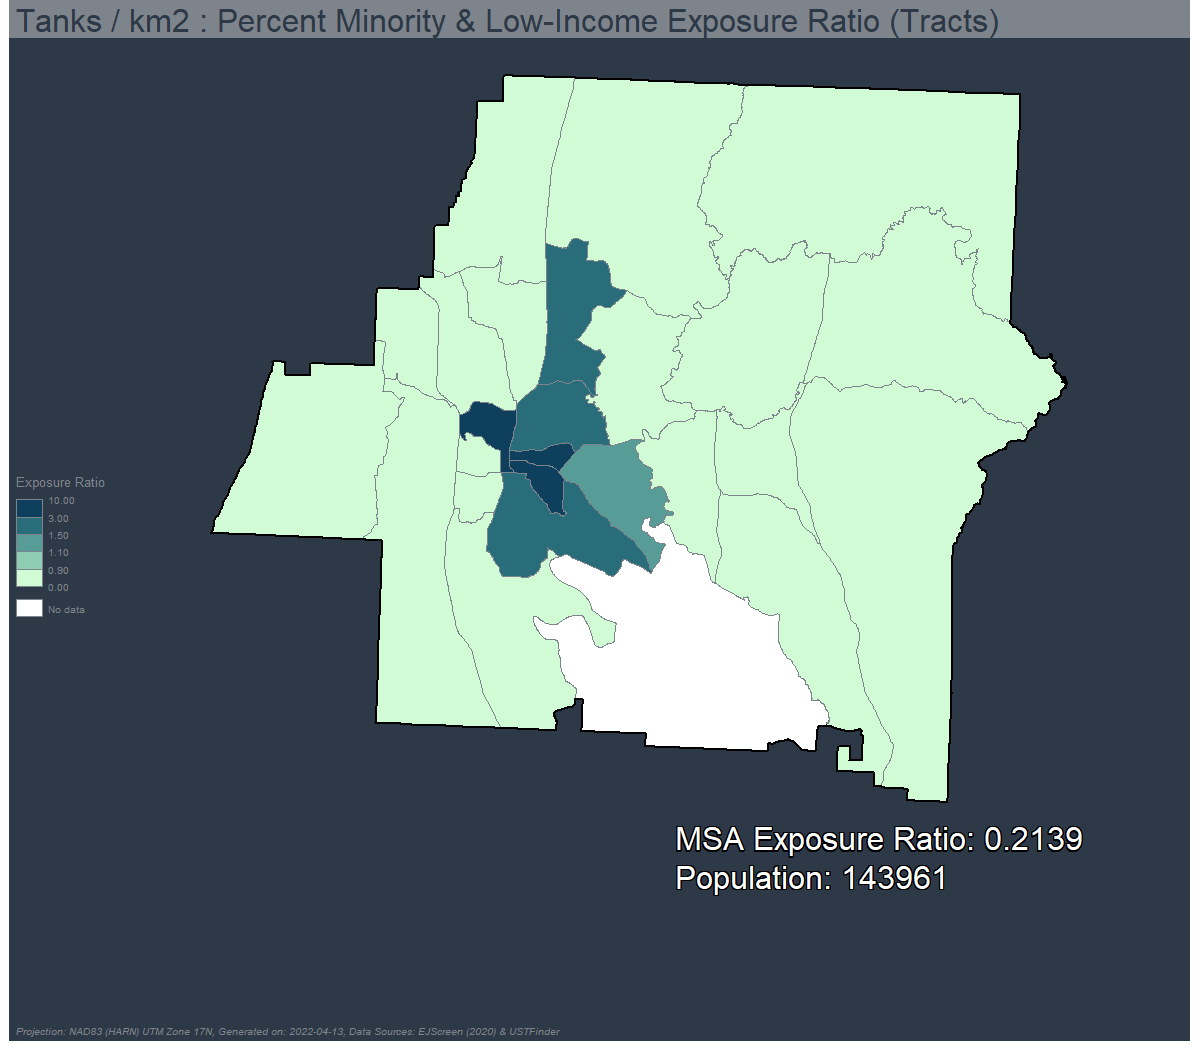 Tanks / km2 : Percent Minority & Low-Income Exposure Ratio (Tracts)
Exposure Ratio
10.00
3.00
1.50
1.10
0.90
0.00
No data
MSA Exposure Ratio: 0.2139
Population: 143961
Projection: NAD83 (HARN) UTM Zone 17N, Generated on: 2022-04-13, Data Sources: EJScreen (2020) & USTFinder